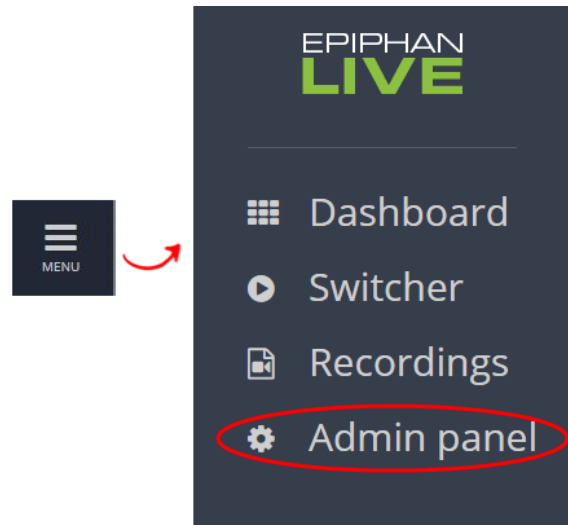 EPIPHAN
LIVE
MENU
Dashboard
Switcher
Recordings
Admin panel